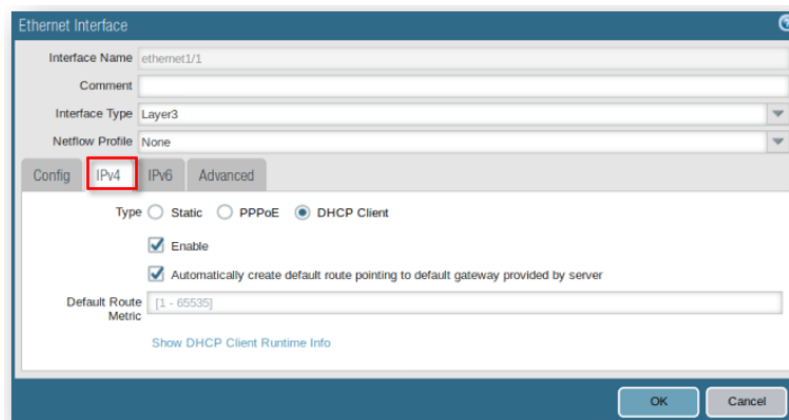 Ethernet Interface
Interface Name ethernet1/1
Comment
Interface Type Layer3
Netflow Profile None
Config IPv4 IPv6 Advanced
Type Static PPPoE DHCP Client
Enable
Automatically create default route pointing to default gateway provided by server
Default Route Metric [1 - 65535]
Show DHCP Client Runtime Info
OK Cancel